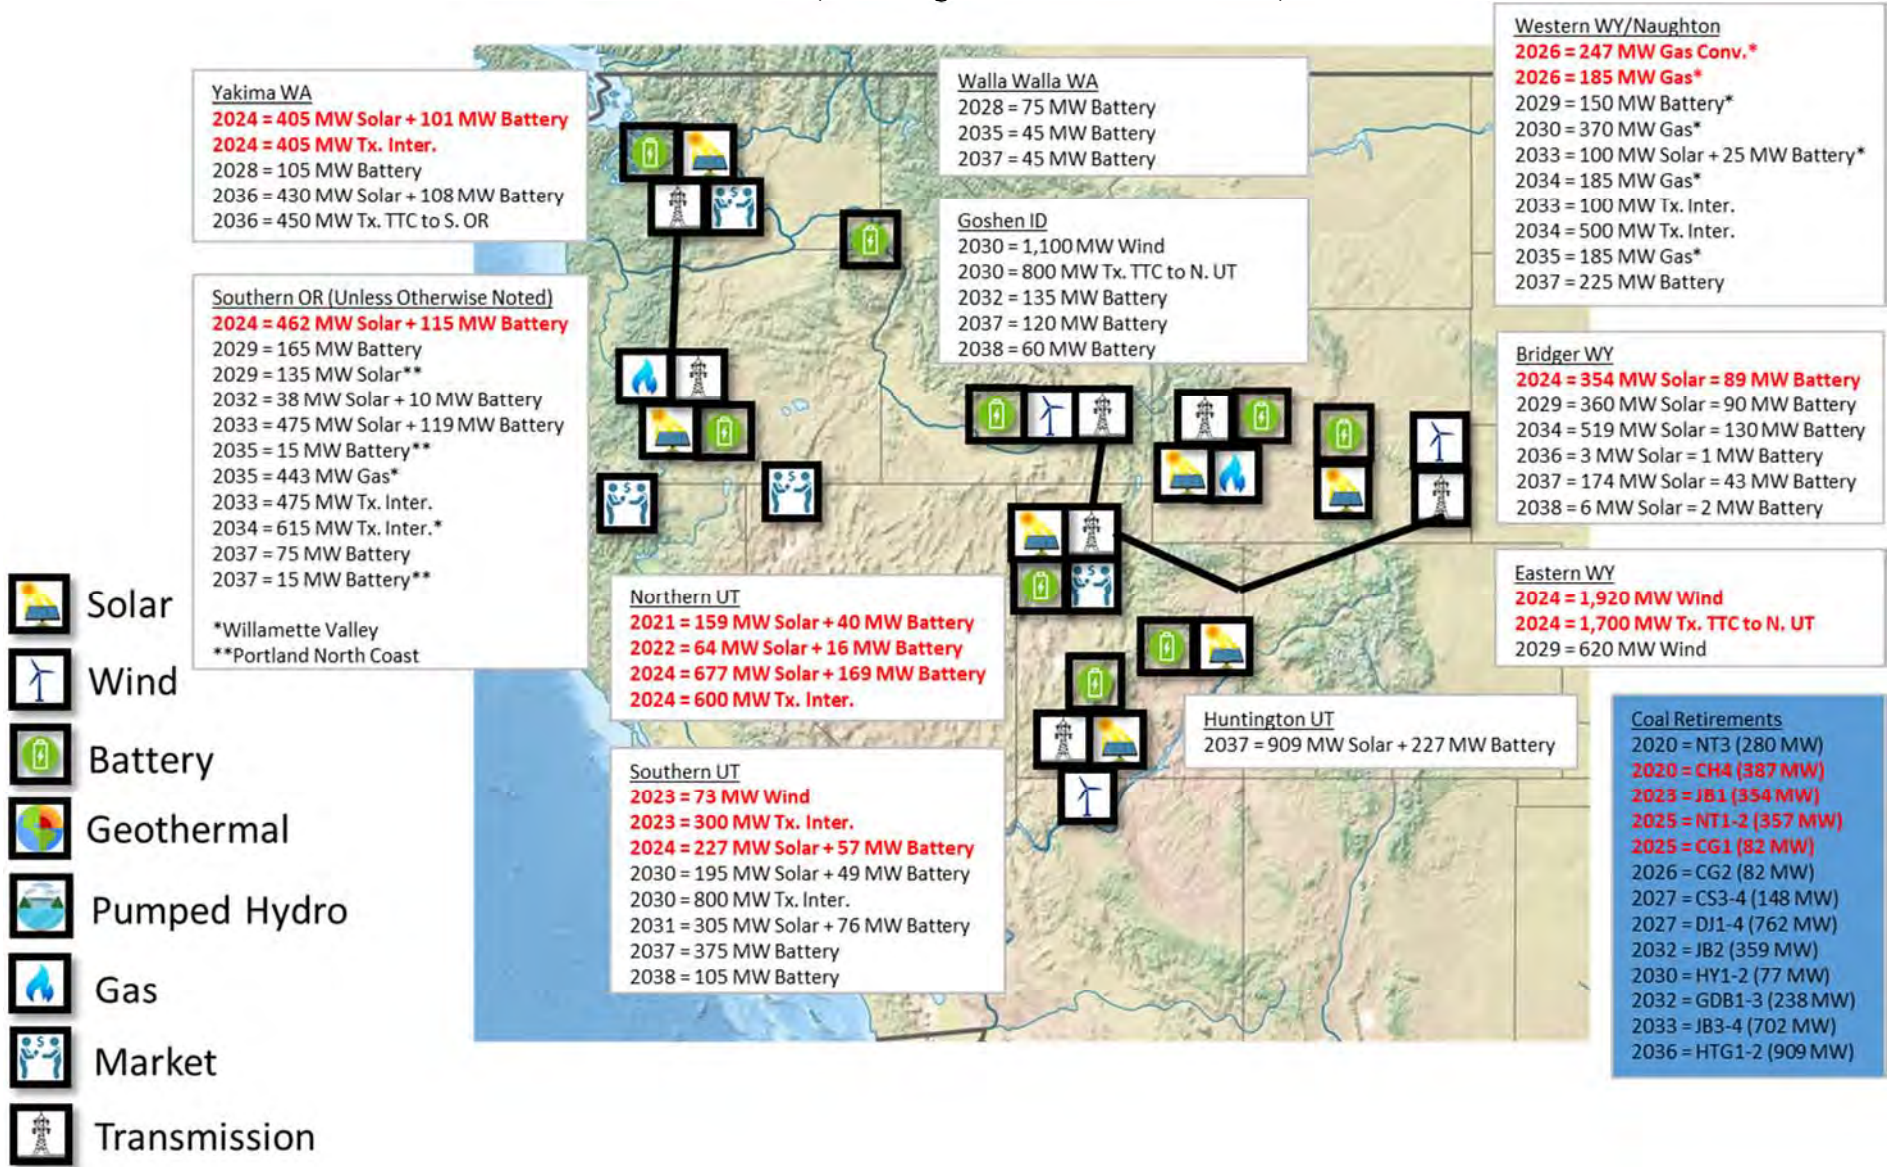 Yakima WA
2024 = 405 MW Solar + 101 MW Battery
2024 = 405 MW Tx. Inter.
2028 = 105 MW Battery
2036 = 430 MW Solar + 108 MW Battery
2036 = 450 MW Tx. TTC to S. OR
Southern OR (Unless Otherwise Noted)
2024 = 462 MW Solar + 115 MW Battery
2029 = 165 MW Battery
2029 = 135 MW Solar**
2032 = 38 MW Solar + 10 MW Battery
2033 = 475 MW Solar + 119 MW Battery
2035 = 15 MW Battery**
2035 = 443 MW Gas*
2033 = 475 MW Tx. Inter.
2034 = 615 MW Tx. Inter.*
2037 = 75 MW Battery
2037 = 15 MW Battery**
*Willamette Valley
**Portland North Coast
Walla Walla WA
2028 = 75 MW Battery
2035 = 45 MW Battery
2037 = 45 MW Battery
Goshen ID
2030 = 1,100 MW Wind
2030 = 800 MW Tx. TTC to N. UT
2032 = 135 MW Battery
2037 = 120 MW Battery
2038 = 60 MW Battery
Western WY/Naughton
2026 = 247 MW Gas Conv.*
2026 = 185 MW Gas*
2029 = 150 MW Battery*
2030 = 370 MW Gas*
2033 = 100 MW Solar + 25 MW Battery*
2034 = 185 MW Gas*
2033 = 100 MW Tx. Inter.
2034 = 500 MW Tx. Inter.
2035 = 185 MW Gas*
2037 = 225 MW Battery
Bridger WY
2024 = 354 MW Solar = 89 MW Battery
2029 = 360 MW Solar = 90 MW Battery
2034 = 519 MW Solar = 130 MW Battery
2036 = 3 MW Solar = 1 MW Battery
2037 = 174 MW Solar = 43 MW Battery
2038 = 6 MW Solar = 2 MW Battery
Eastern WY
2024 = 1,920 MW Wind
2024 = 1,700 MW Tx. TTC to N. UT
2029 = 620 MW Wind
Northern UT
2021 = 159 MW Solar + 40 MW Battery
2022 = 64 MW Solar + 16 MW Battery
2024 = 677 MW Solar + 169 MW Battery
2024 = 600 MW Tx. Inter.
Southern UT
2023 = 73 MW Wind
2023 = 300 MW Tx. Inter.
2024 = 227 MW Solar + 57 MW Battery
2030 = 195 MW Solar + 49 MW Battery
2030 = 800 MW Tx. Inter.
2031 = 305 MW Solar + 76 MW Battery
2037 = 375 MW Battery
2038 = 105 MW Battery
Huntington UT
2037 = 909 MW Solar + 227 MW Battery
Coal Retirements
2020 = NT3 (280 MW)
2020 = CH4 (387 MW)
2023 = JB1 (354 MW)
2025 = NT1-2 (357 MW)
2025 = CG1 (82 MW)
2026 = CG2 (82 MW)
2027 = CS3-4 (148 MW)
2027 = DJ1-4 (762 MW)
2032 = JB2 (359 MW)
2030 = HY1-2 (77 MW)
2032 = GDB1-3 (238 MW)
2033 = JB3-4 (702 MW)
2036 = HTG1-2 (909 MW)
Solar
Wind
Battery
Geothermal
Pumped Hydro
Gas
Market
Transmission